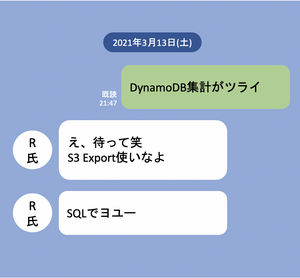 2021年3月13日(土)
DynamoDB集計がツライ
既読
21:47
R
氏
え、待って笑
S3 Export使いなよ
R
氏
SQLでヨユー